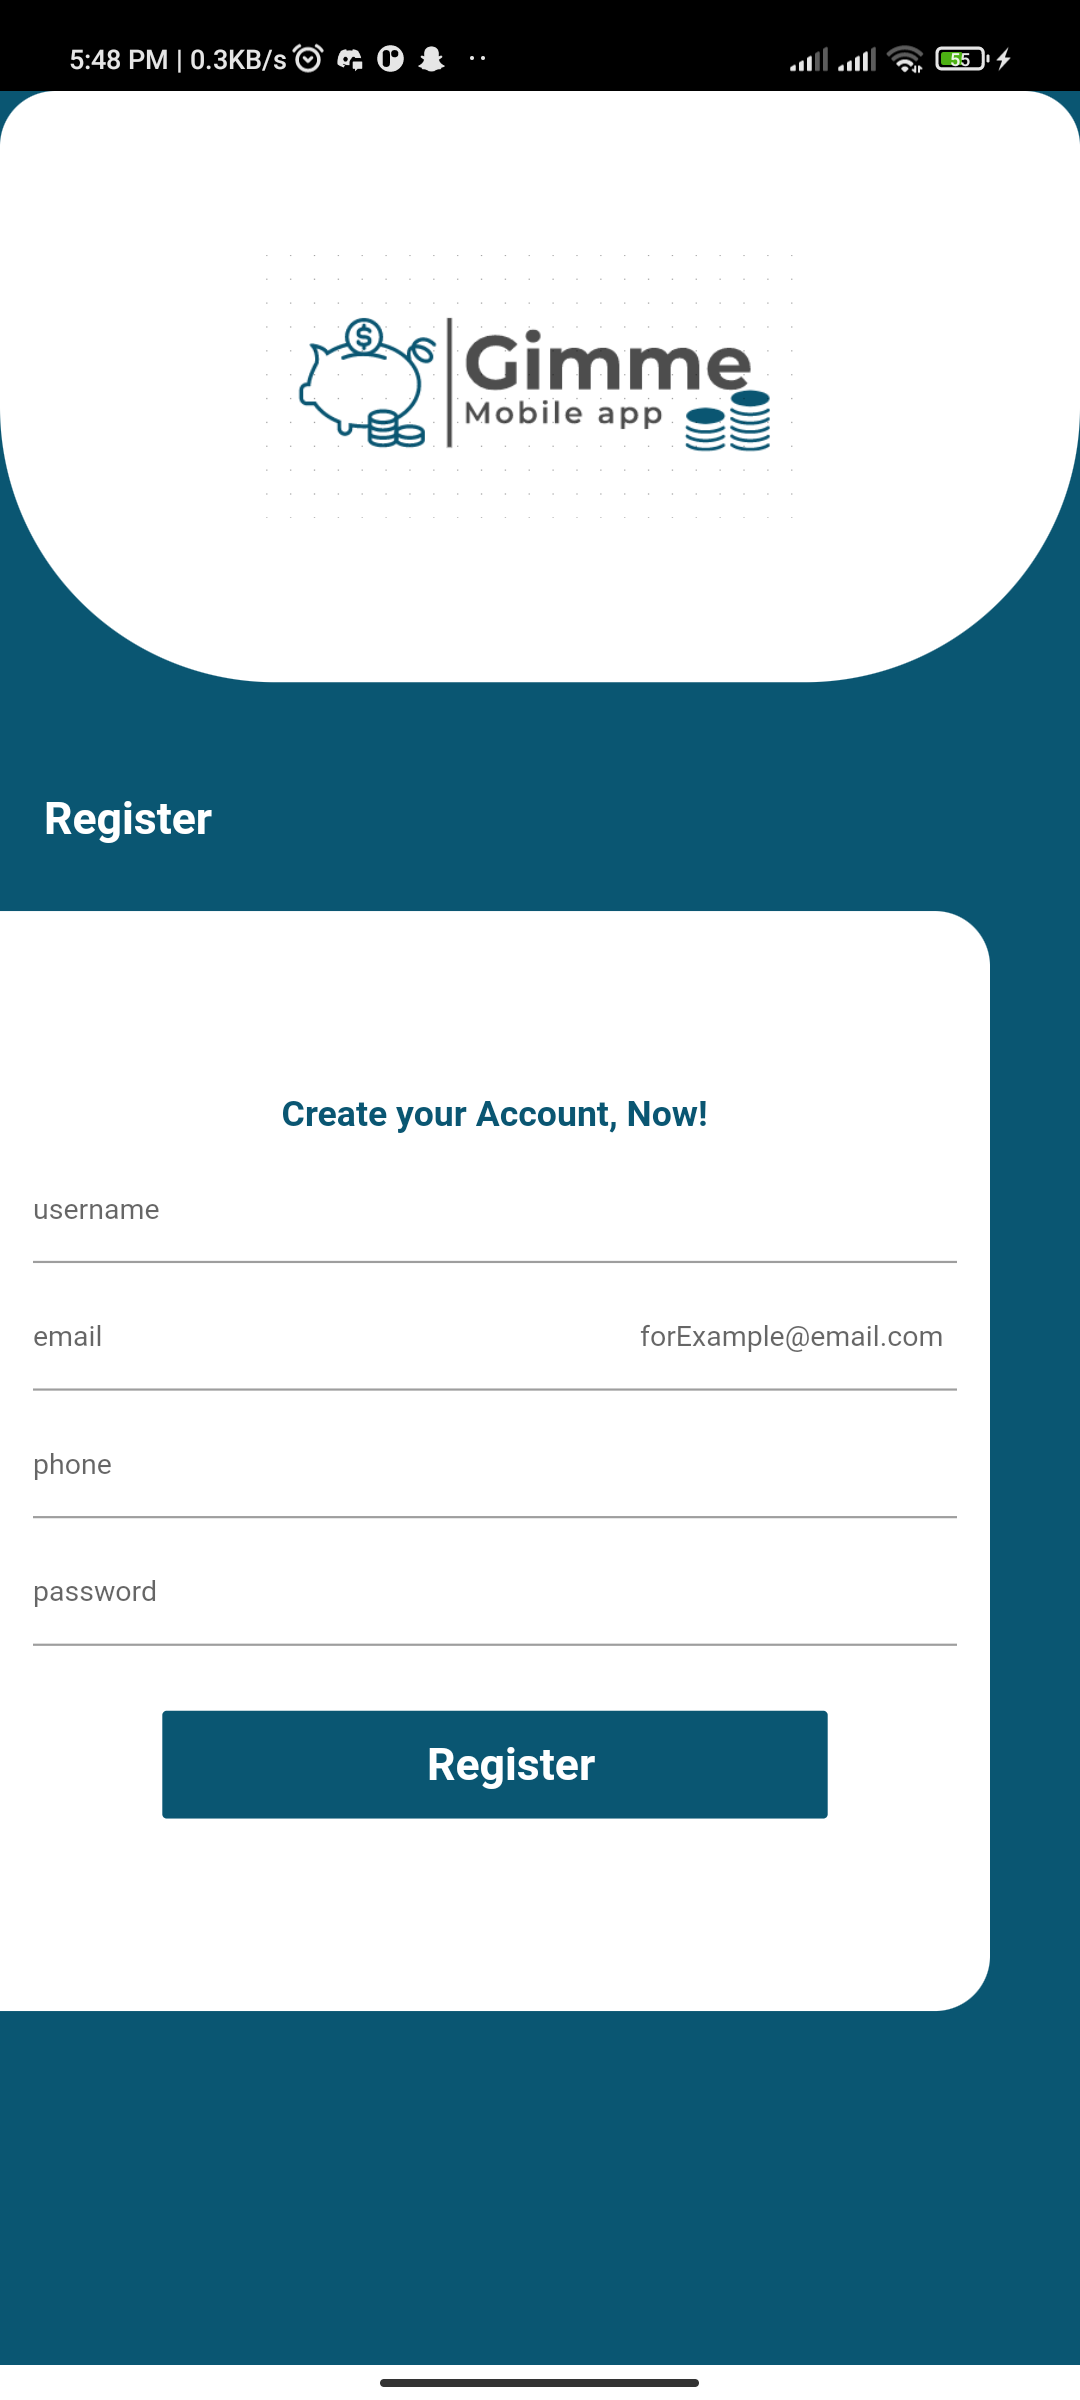 5:48 PM | 0.3KB/s
55
$
Gimme
Mobile app
Register
Create your Account, Now!
username
email forExample@email.com
phone
password
Register